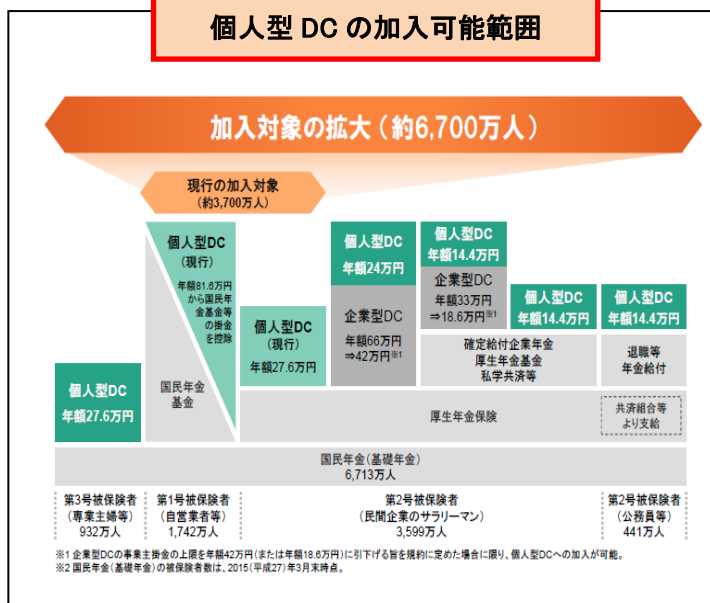 個人型 DC の加入可能範囲
加入対象の拡大(約6,700万人)
現行の加入対象
(約3,700万人)
個人型DC
(現行)
年額81.6万円
から国民年
金基金等
の掛金
を控除
個人型DC
年額24万円
個人型DC
年額14.4万円
企業型DC
年額33万円
⇒18.6万円※1
企業型DC
年額66万円
⇒42万円※1
個人型DC
(現行)
年額27.6万円
個人型DC
年額14.4万円
個人型DC
年額14.4万円
確定給付企業年金
厚生年金基金
私学共済等
退職等
年金給付
個人型DC
年額27.6万円
国民年金
基金
厚生年金保険
共済組合等
より支給
国民年金(基礎年金)
6,713万人
第3号被保険者
(専業主婦等)
932万人
第1号被保険者
(自営業者等)
1,742万人
第2号被保険者
(民間企業のサラリーマン)
3,599万人
第2号被保険者
(公務員等)
441万人
※1 企業型DCの事業主掛金の上限を年額42万円(または年額18.6万円)に引下げる旨を規約に定めた場合に限り、個人型DCへの加入が可能。
※2 国民年金(基礎年金)の被保険者数は、2015(平成27)年3月末時点。